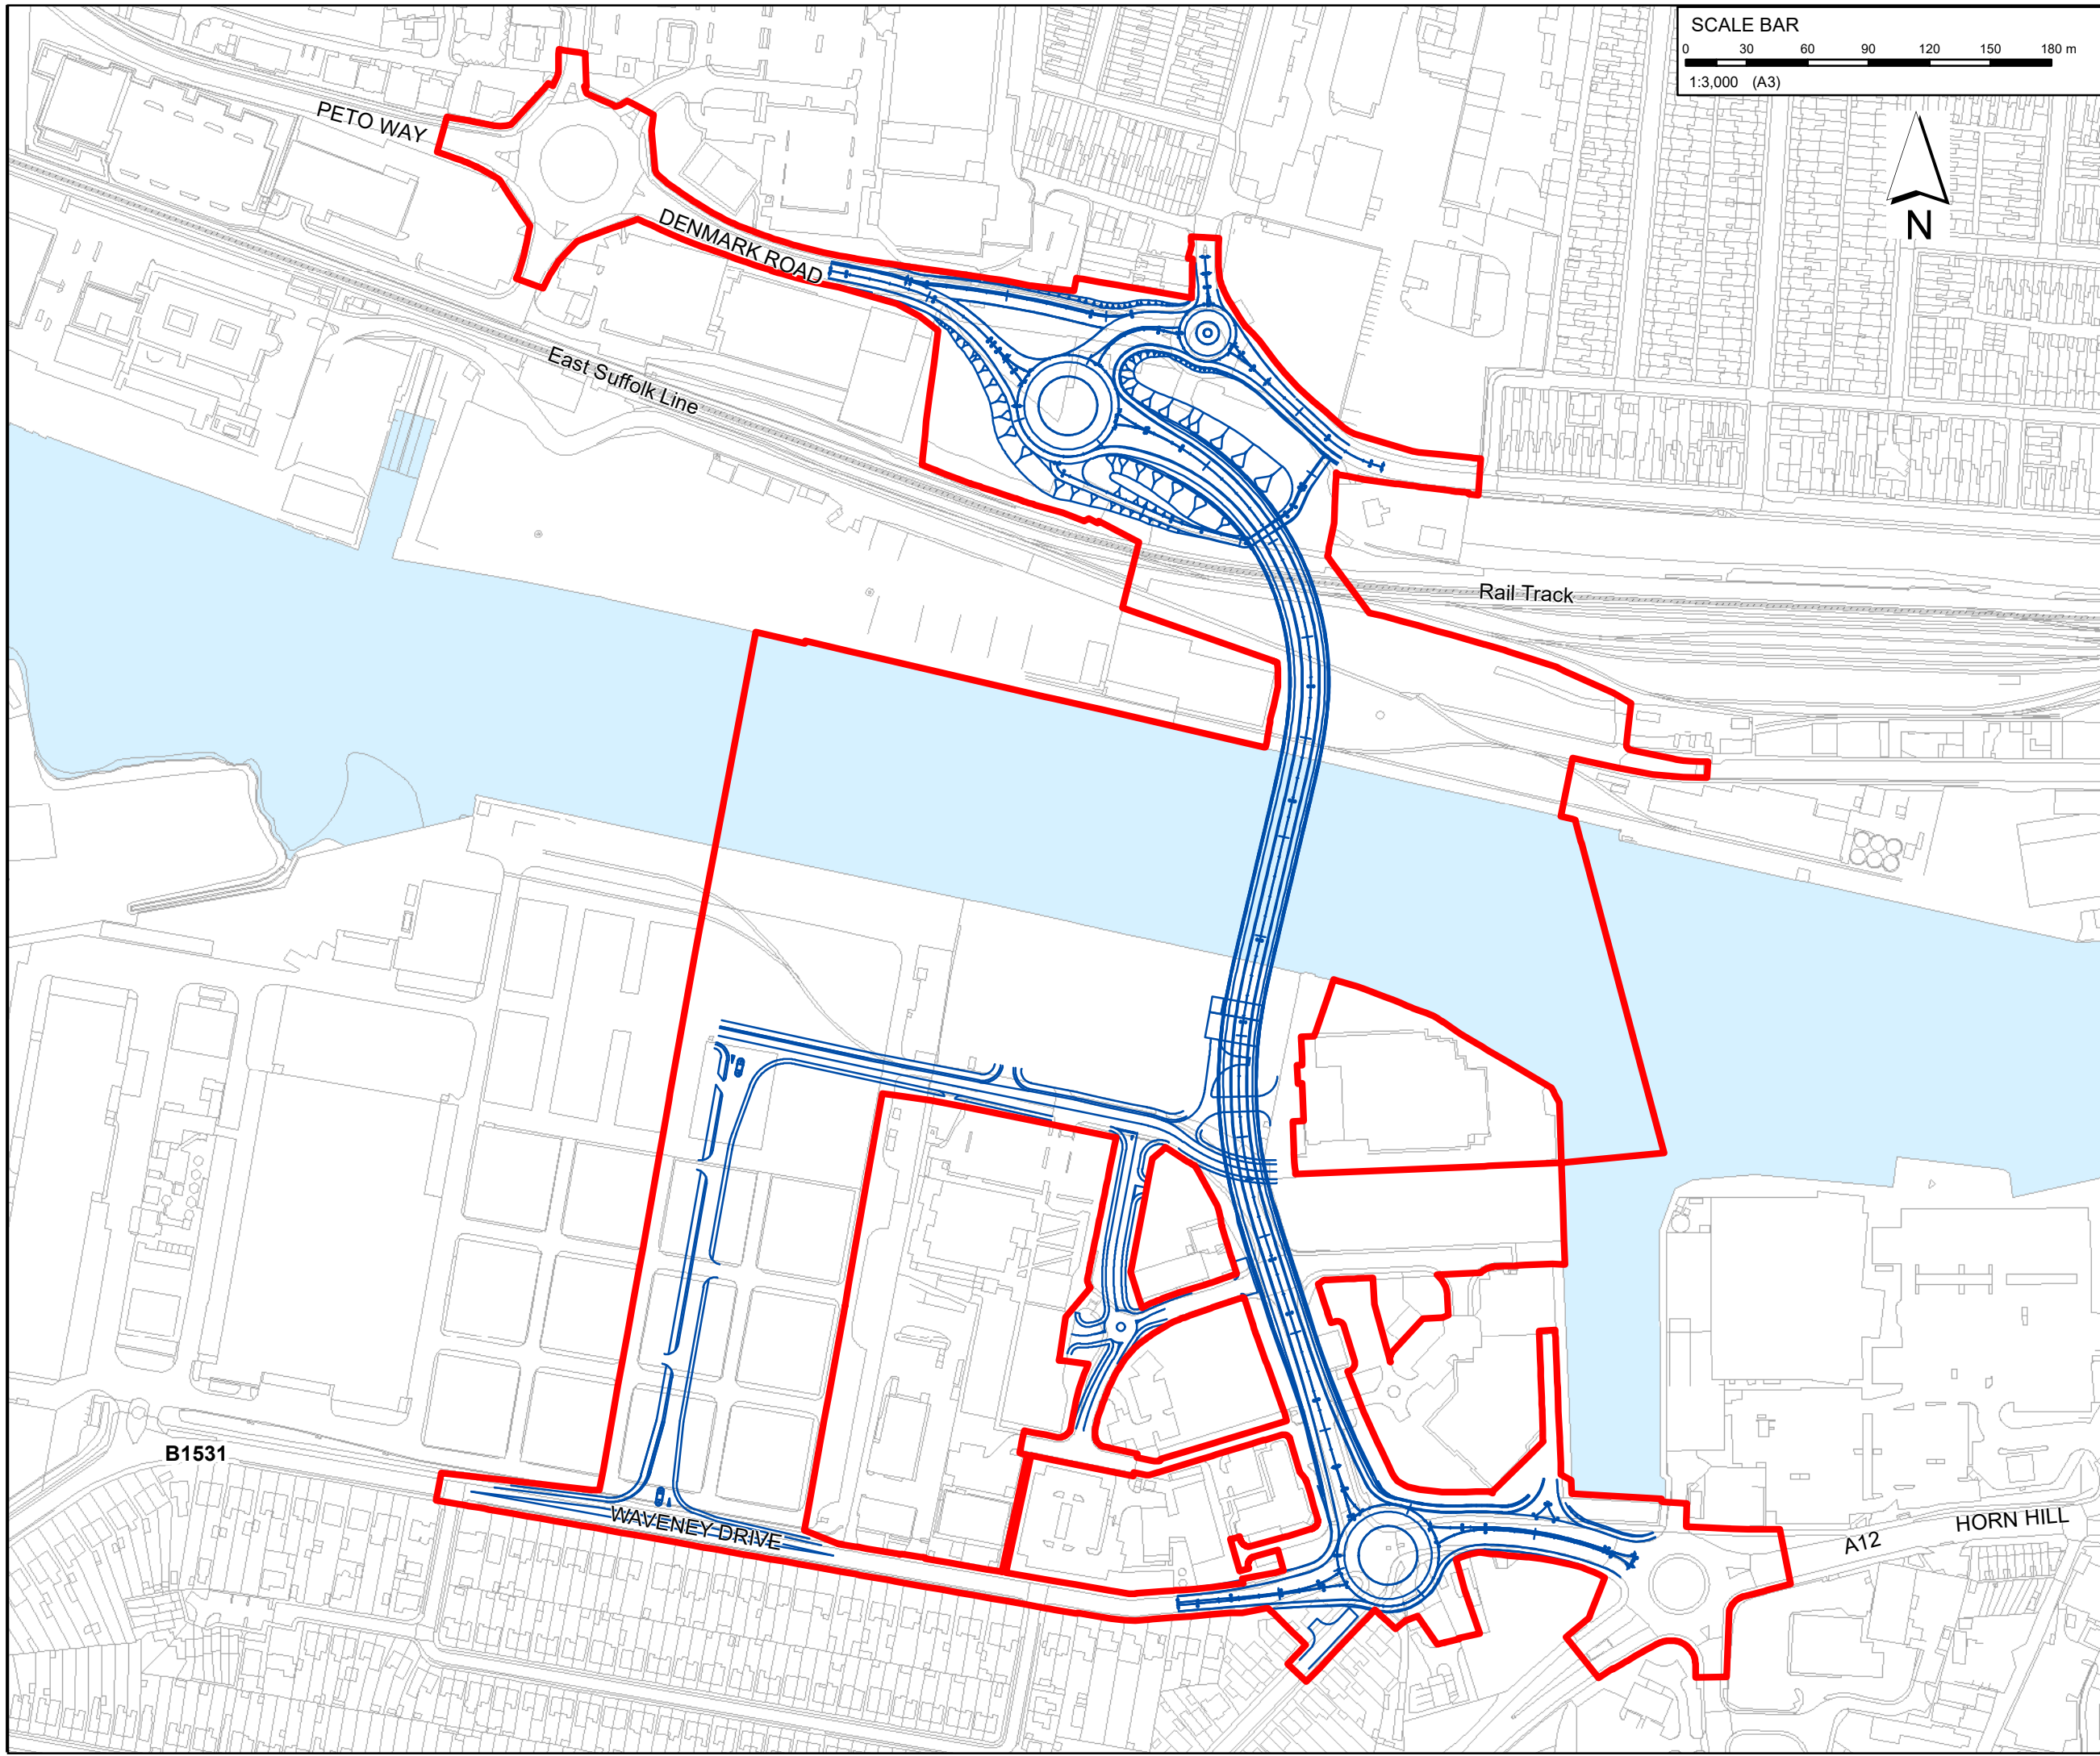 SCALE BAR
0 30 60 90 120 150 180 m
1:3,000 (A3)
N
PETO WAY
DENMARK ROAD
East Suffolk Line
Rail Track
B1531
WAVENEY DRIVE
A12
HORN HILL